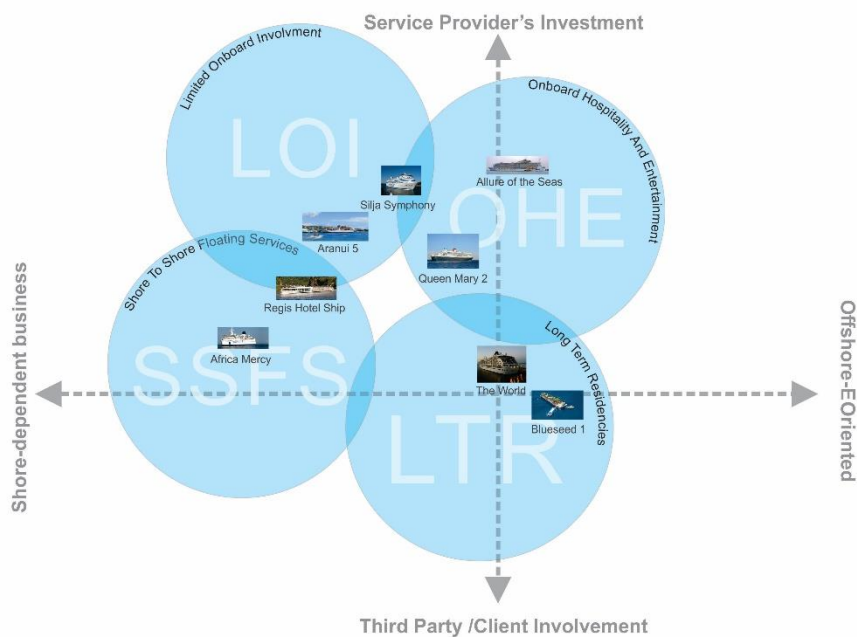 Service Provider's Investment
Limited Onboard Involvment
LOI
Onboard Hospitality And Entertainment
Allure of the Seas
Silja Symphony
OHE
Aranui 5
Shore To Shore Floating Services
Queen Mary 2
Regis Hotel Ship
Africa Mercy
SSFS
Long Term Residencies
The World
Blueseed 1
LTR
Shore-dependent business
Offshore-EOriented
Third Party /Client Involvement